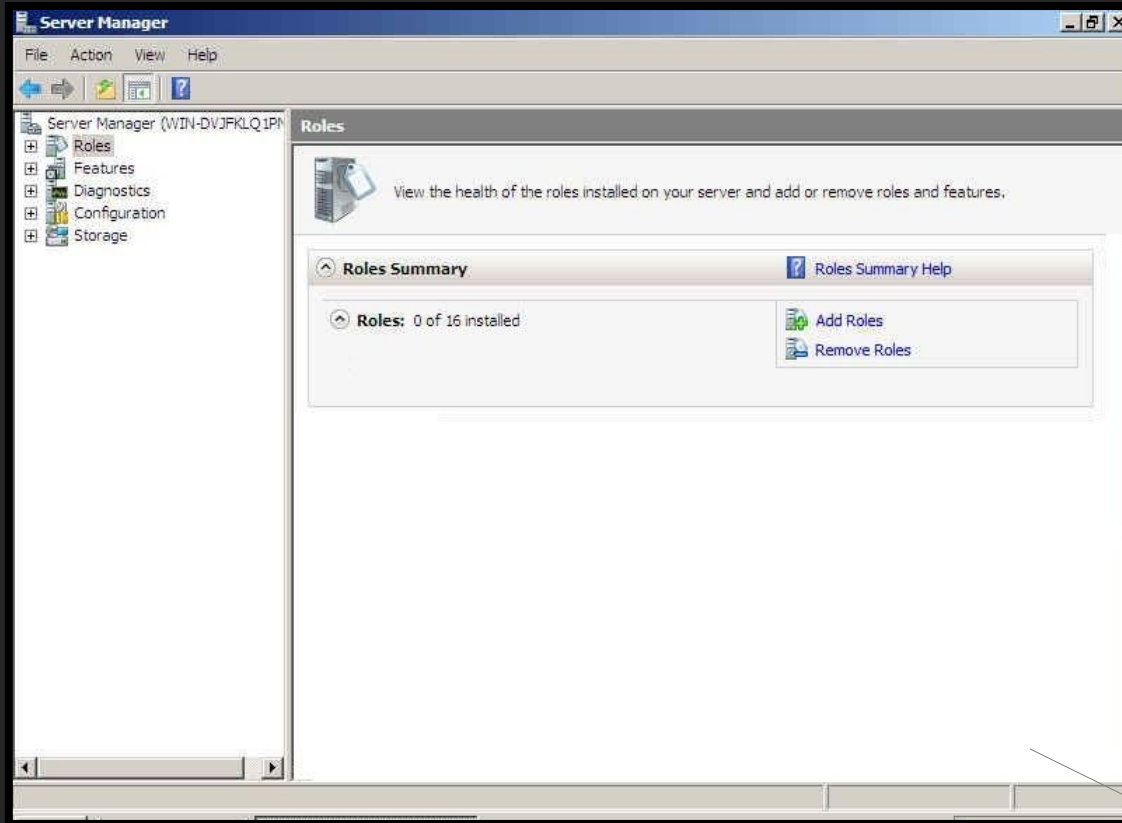 Server Manager
File Action View Help
Server Manager (WIN-DVJFKLQ1PN
Roles
Features
Diagnostics
Configuration
Storage
Roles
View the health of the roles installed on your server and add or remove roles and features.
Roles Summary
Roles Summary Help
Roles: 0 of 16 installed
Add Roles
Remove Roles